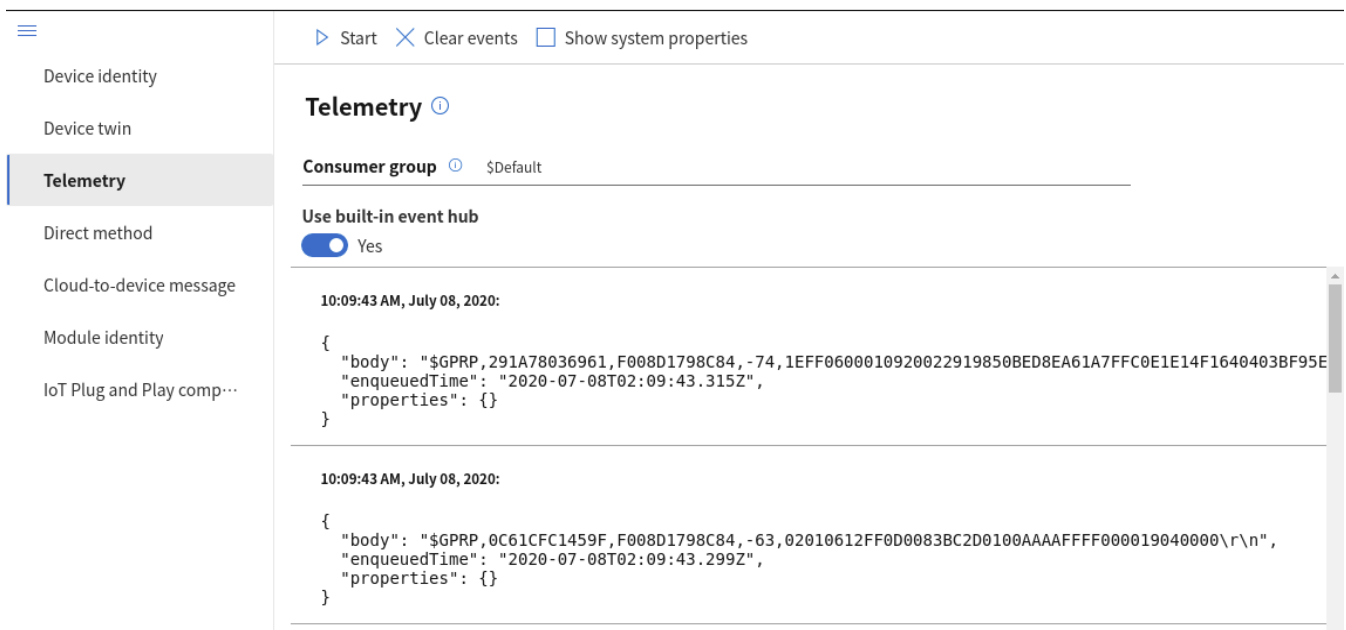 Start Clear events Show system properties
Device identity
Device twin
Telemetry
Direct method
Cloud-to-device message
Module identity
IoT Plug and Play comp···
Telemetry
Consumer group $Default
Use built-in event hub
Yes
10:09:43 AM, July 08, 2020:
{
"body": "$GPRP,291A78036961,F008D1798C84,-74,1EFF0600010920022919850BED8EA61A7FFC0E1E14F1640403BF95E
"enqueuedTime": "2020-07-08T02:09:43.315Z",
"properties": {}
}
10:09:43 AM, July 08, 2020:
{
"body": "$GPRP,0C61CFC1459F,F008D1798C84,-63,02010612FF0D0083BC2D0100AAAAFFFF000019040000\r\n",
"enqueuedTime": "2020-07-08T02:09:43.299Z",
"properties": {}
}